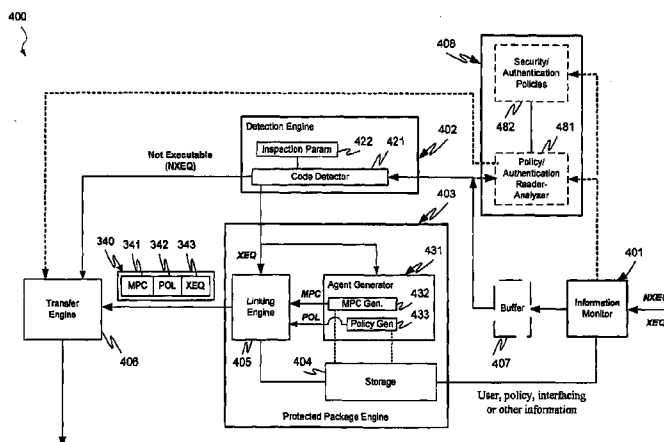 400
408
Security/
Authentication
Policies
482
481
Policy/
Authentication
Reader-
Analyzer
Detection Engine
422
402
Inspection Param
421
Code Detector
Not Executable
(NXEQ)
403
340
341
342
343
MPC
POL
XEQ
XEQ
431
Agent Generator
MPC
MPC Gen.
432
POL
Policy Gen
433
Linking
Engine
405
404
Storage
Protected Package Engine
Transfer
Engine
406
Buffer
407
401
Information
Monitor
NXEQ
XEQ
User, policy, interfacing
or other information